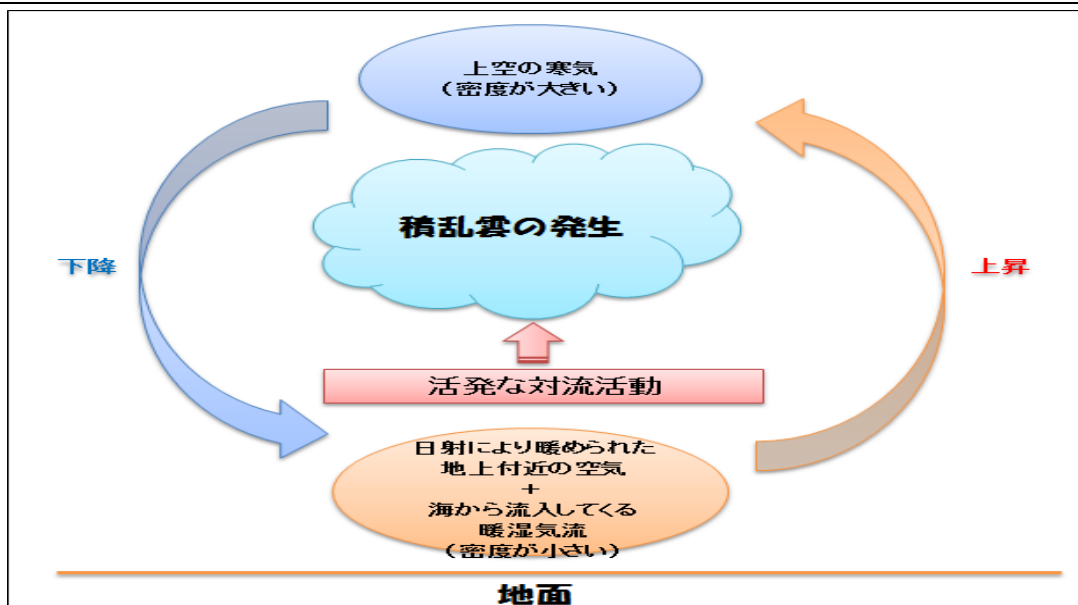 上空の寒気
(密度が大きい)
積乱雲の発生
下降
上昇
活発な対流活動
日射により暖められた
地上付近の空気
+
海から流入してくる
暖湿気流
(密度が小さい)
地面